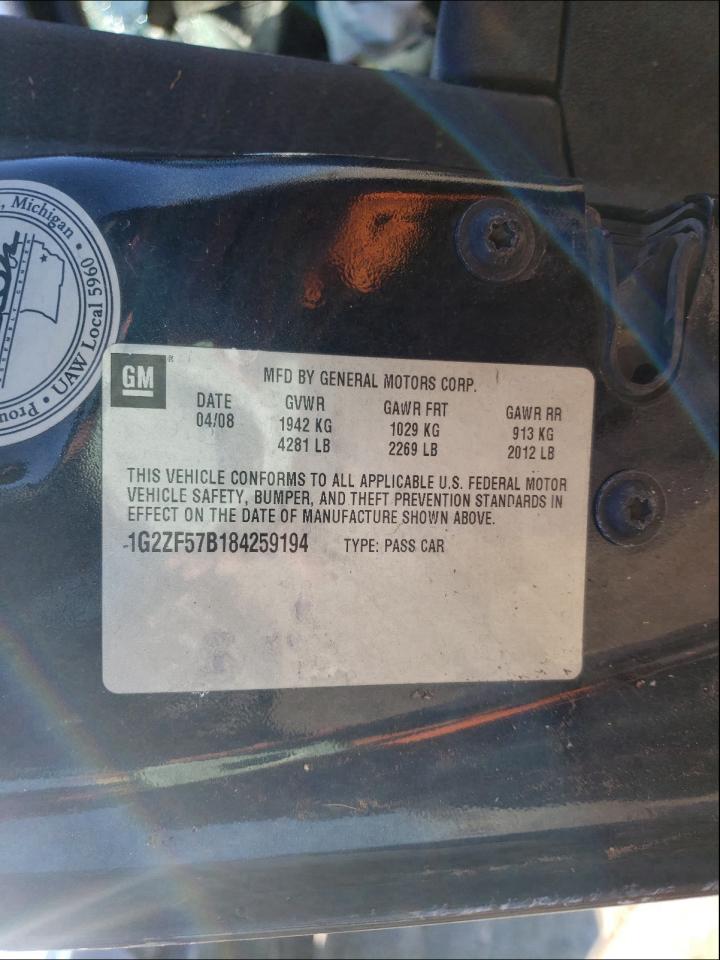 , Michigan •
UAW Local 5960 •
Prou
GM
®
MFD BY GENERAL MOTORS CORP.
DATE GVWR GAWR FRT GAWR RR
04/08 1942 KG 1029 KG 913 KG
4281 LB 2269 LB 2012 LB
THIS VEHICLE CONFORMS TO ALL APPLICABLE U.S. FEDERAL MOTOR
VEHICLE SAFETY, BUMPER, AND THEFT PREVENTION STANDARDS IN
EFFECT ON THE DATE OF MANUFACTURE SHOWN ABOVE.
1G2ZF57B184259194 TYPE: PASS CAR